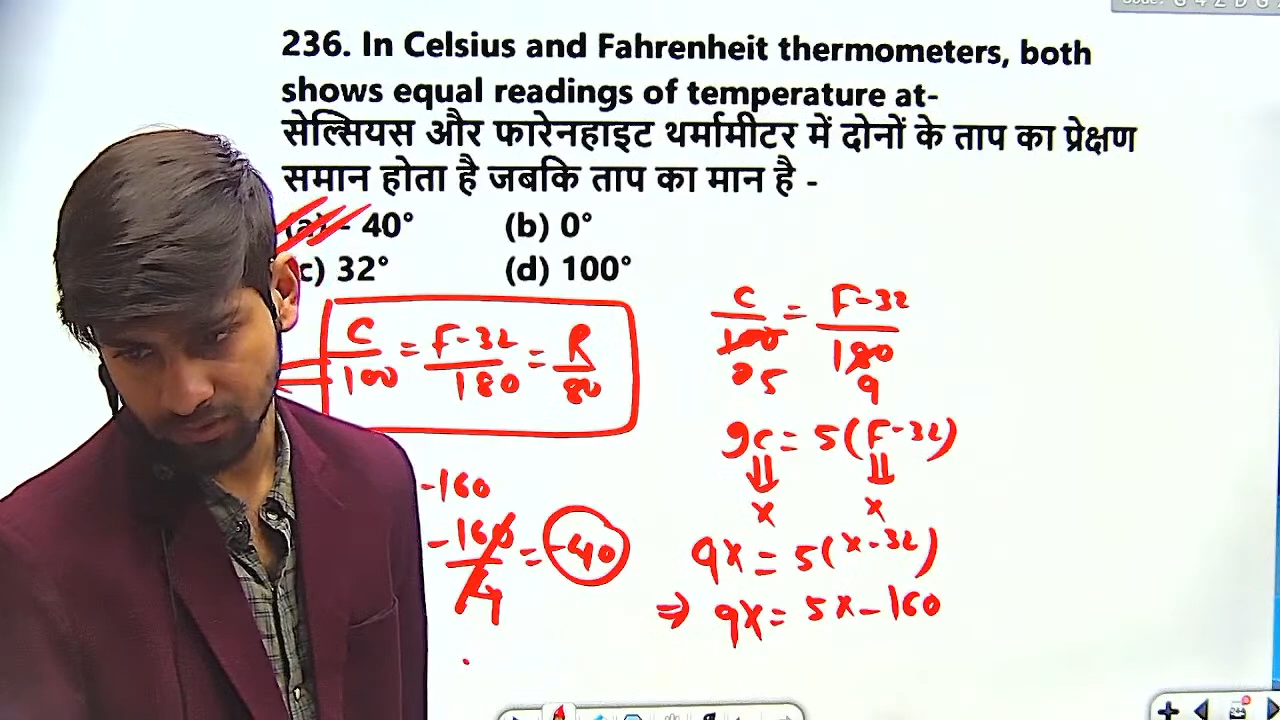 236. In Celsius and Fahrenheit thermometers, both
shows equal readings of temperature at-
सेल्सियस और फारेनहाइट थर्मामीटर में दोनों के ताप का प्रेक्षण
समान होता है जबकि ताप का मान है -
(a) - 40° (b) 0°
c) 32° (d) 100°
C/100 = F-32/180 = R/80
-160
-160/4 = -40
C/100 = F-32/180
5 9
9C = 5(F-32)
x x
9x = 5(x-32)
⇒ 9x = 5x-160